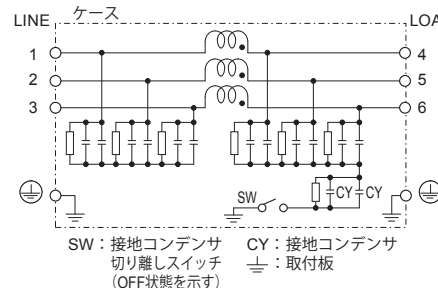 ケース
LINE
LOA
1
4
2
5
3
6
SW
CY
CY
SW：接地コンデンサ
切り離しスイッチ
（OFF状態を示す）
CY：接地コンデンサ
：取付板